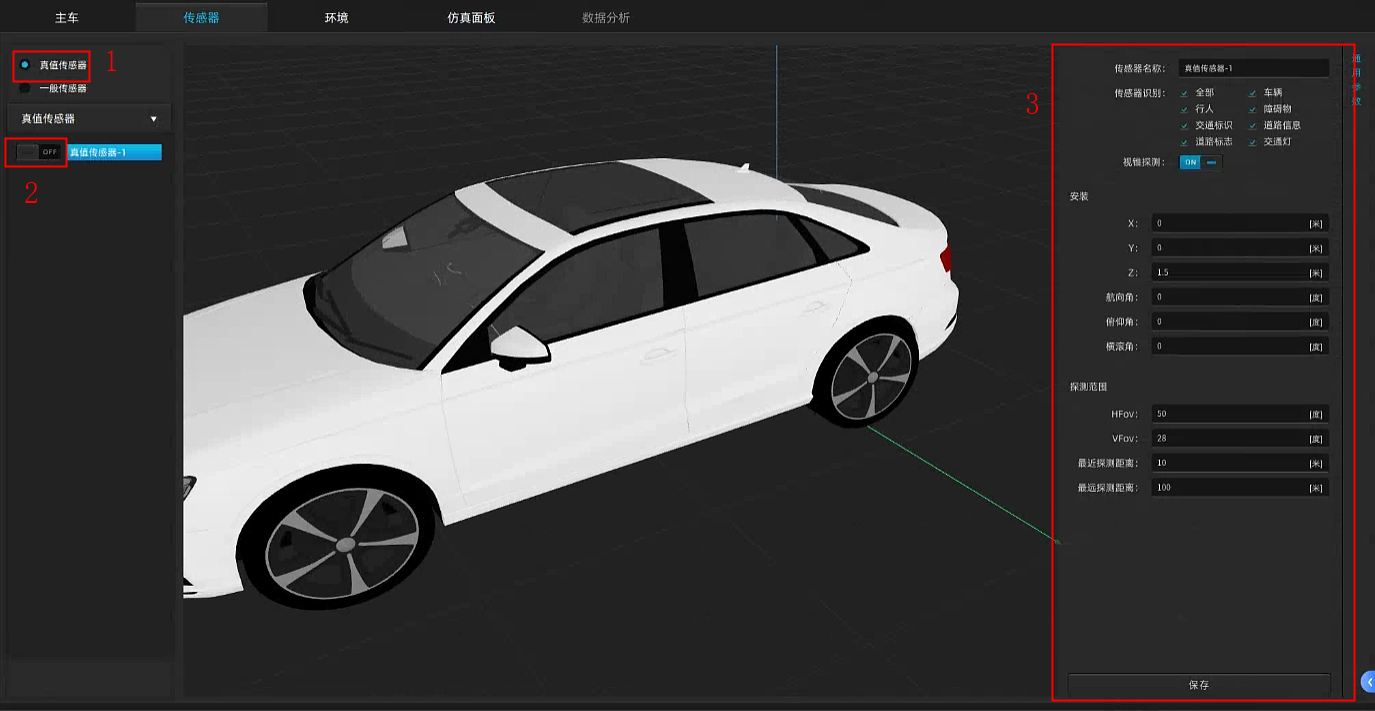 主车 传感器 环境 仿真面板 数据分析
真值传感器 1
一般传感器
真值传感器
OFF 真值传感器-1
2
3
传感器名称: 真值传感器-1
传感器识别: 全部 车辆
行人 障碍物
交通标识 道路信息
道路标志 交通灯
视锥探测: ON
安装
X: 0 [米]
Y: 0 [米]
Z: 1.5 [米]
航向角: 0 [度]
俯仰角: 0 [度]
横滚角: 0 [度]
探测范围
HFov: 50 [度]
VFov: 28 [度]
最近探测距离: 10 [米]
最远探测距离: 100 [米]
保存
通用参数